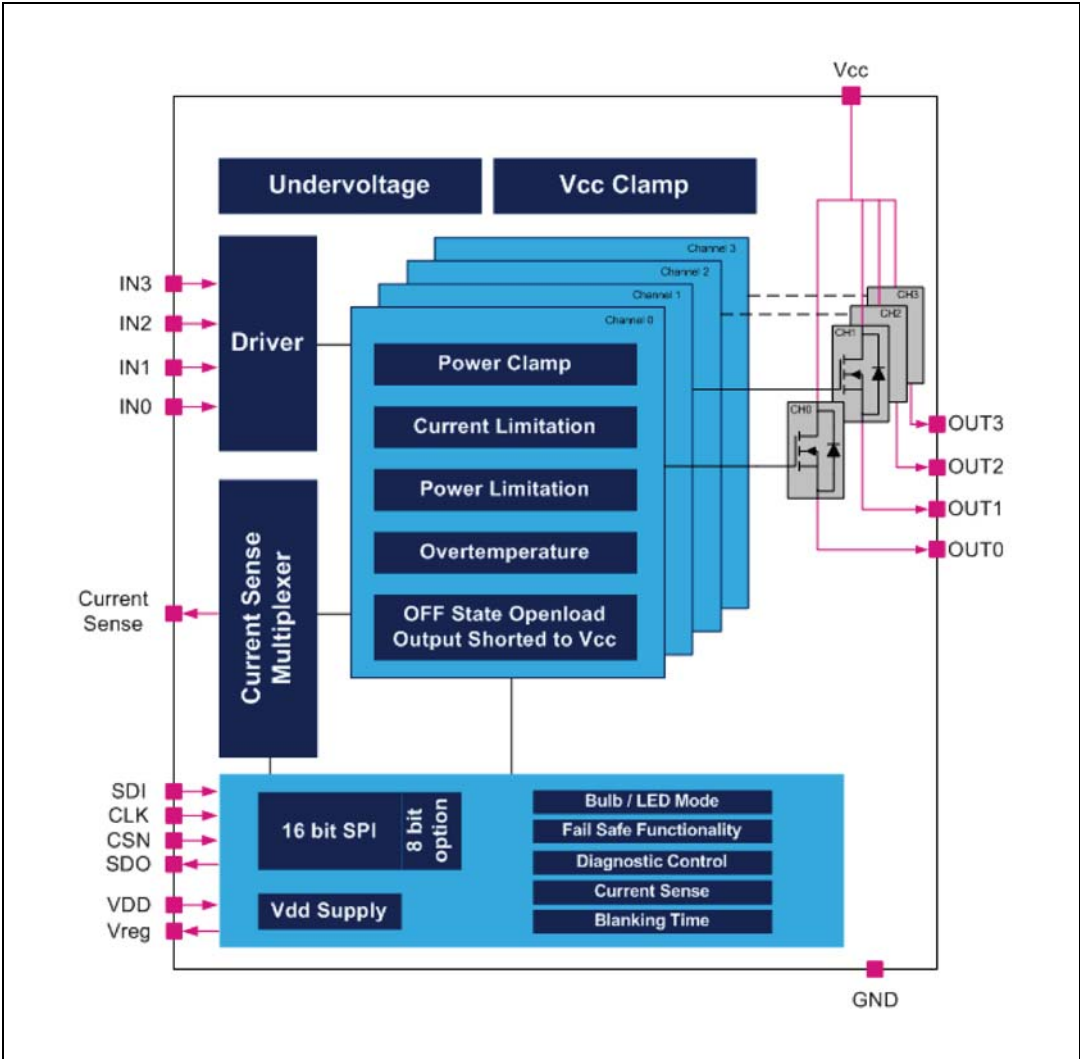 Vcc
Undervoltage
Vcc Clamp
Driver
IN3
IN2
IN1
IN0
Channel 3
Channel 2
Channel 1
Channel 0
Power Clamp
Current Limitation
Power Limitation
Overtemperature
OFF State Openload
Output Shorted to Vcc
CH3
CH2
CH1
CH0
OUT3
OUT2
OUT1
OUT0
Current
Sense
Current Sense
Multiplexer
SDI
CLK
CSN
SDO
VDD
Vreg
16 bit SPI
8 bit
option
Vdd Supply
Bulb / LED Mode
Fail Safe Functionality
Diagnostic Control
Current Sense
Blanking Time
GND